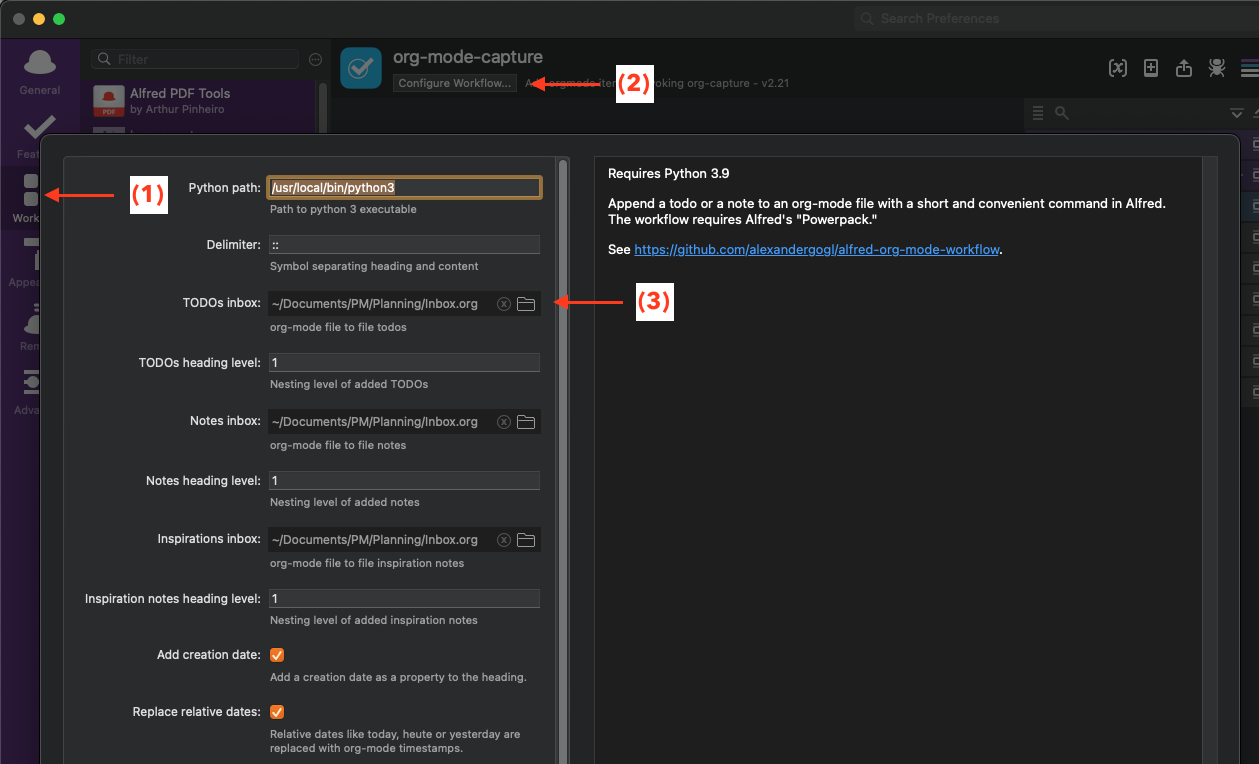 Search Preferences
General
Filter
org-mode-capture
Configure Workflow...
(2)
oking org-capture - v2.21
Alfred PDF Tools
by Arthur Pinheiro
PDF
Feat
(1)
Work
Appea
Rem
Adva
Python path:
/usr/local/bin/python3
Path to python 3 executable
Delimiter:
::
Symbol separating heading and content
TODOs inbox:
~/Documents/PM/Planning/Inbox.org
(3)
org-mode file to file todos
TODOs heading level:
1
Nesting level of added TODOs
Notes inbox:
~/Documents/PM/Planning/Inbox.org
org-mode file to file notes
Notes heading level:
1
Nesting level of added notes
Inspirations inbox:
~/Documents/PM/Planning/Inbox.org
org-mode file to file inspiration notes
Inspiration notes heading level:
1
Nesting level of added inspiration notes
Add creation date:
Add a creation date as a property to the heading.
Replace relative dates:
Relative dates like today, heute or yesterday are
replaced with org-mode timestamps.
Requires Python 3.9
Append a todo or a note to an org-mode file with a short and convenient command in Alfred.
The workflow requires Alfred's "Powerpack."
See https://github.com/alexandergogl/alfred-org-mode-workflow.